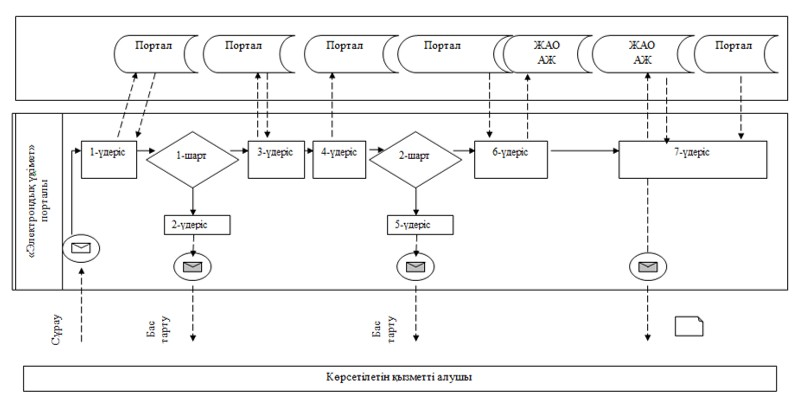 Портал
Портал
Портал
Портал
ЖАО
АЖ
ЖАО
АЖ
Портал
«Электрондық үкімет»
порталы
1-үдеріс
1-шарт
3-үдеріс
4-үдеріс
2-шарт
6-үдеріс
7-үдеріс
2-үдеріс
5-үдеріс
Сұрау
Бас
тарту
Бас
тарту
Көрсетілетін қызметті алушы